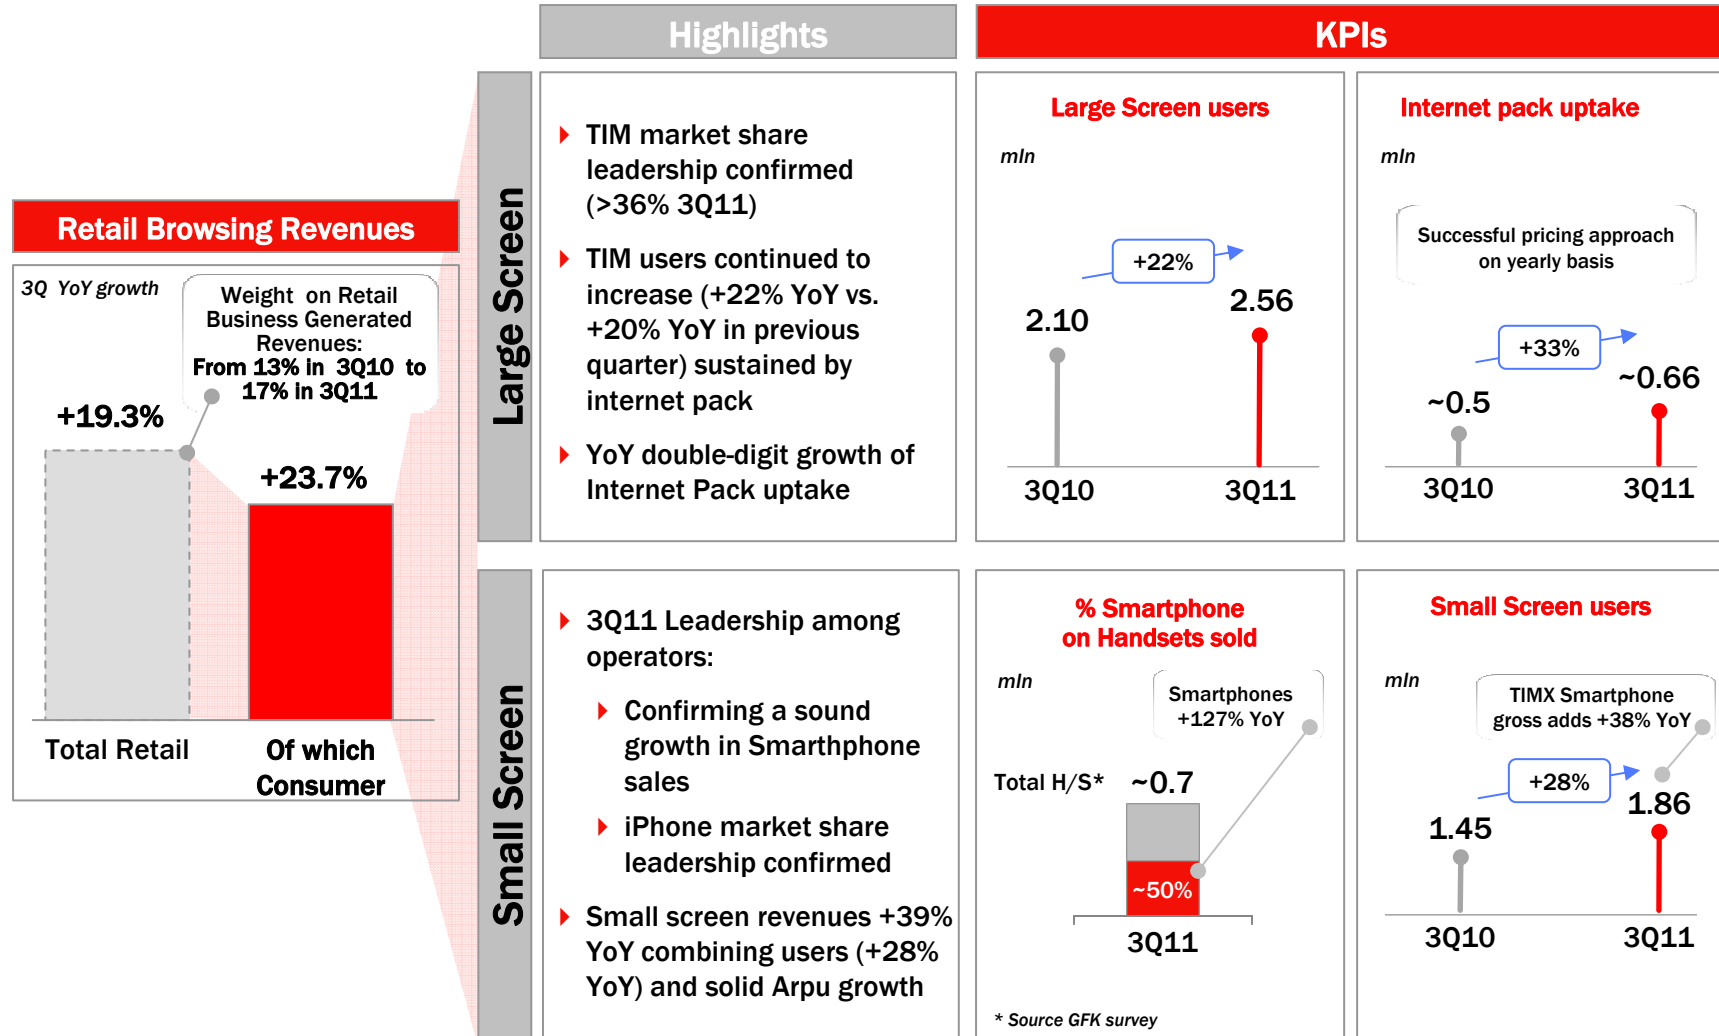 Highlights
KPIs
Retail Browsing Revenues
3Q YoY growth
Weight on Retail
Business Generated
Revenues:
From 13% in 3Q10 to
17% in 3Q11
+19.3%
+23.7%
Total Retail
Of which
Consumer
Large Screen
TIM market share
leadership confirmed
(>36% 3Q11)
TIM users continued to
increase (+22% YoY vs.
+20% YoY in previous
quarter) sustained by
internet pack
YoY double-digit growth of
Internet Pack uptake
Large Screen users
mln
+22%
2.10
2.56
3Q10
3Q11
Internet pack uptake
mln
Successful pricing approach
on yearly basis
+33%
~0.5
~0.66
3Q10
3Q11
Small Screen
3Q11 Leadership among
operators:
Confirming a sound
growth in Smarthphone
sales
iPhone market share
leadership confirmed
Small screen revenues +39%
YoY combining users (+28%
YoY) and solid Arpu growth
% Smartphone
on Handsets sold
mln
Smartphones
+127% YoY
Total H/S*
~0.7
~50%
3Q11
* Source GFK survey
Small Screen users
mln
TIMX Smartphone
gross adds +38% YoY
+28%
1.45
1.86
3Q10
3Q11